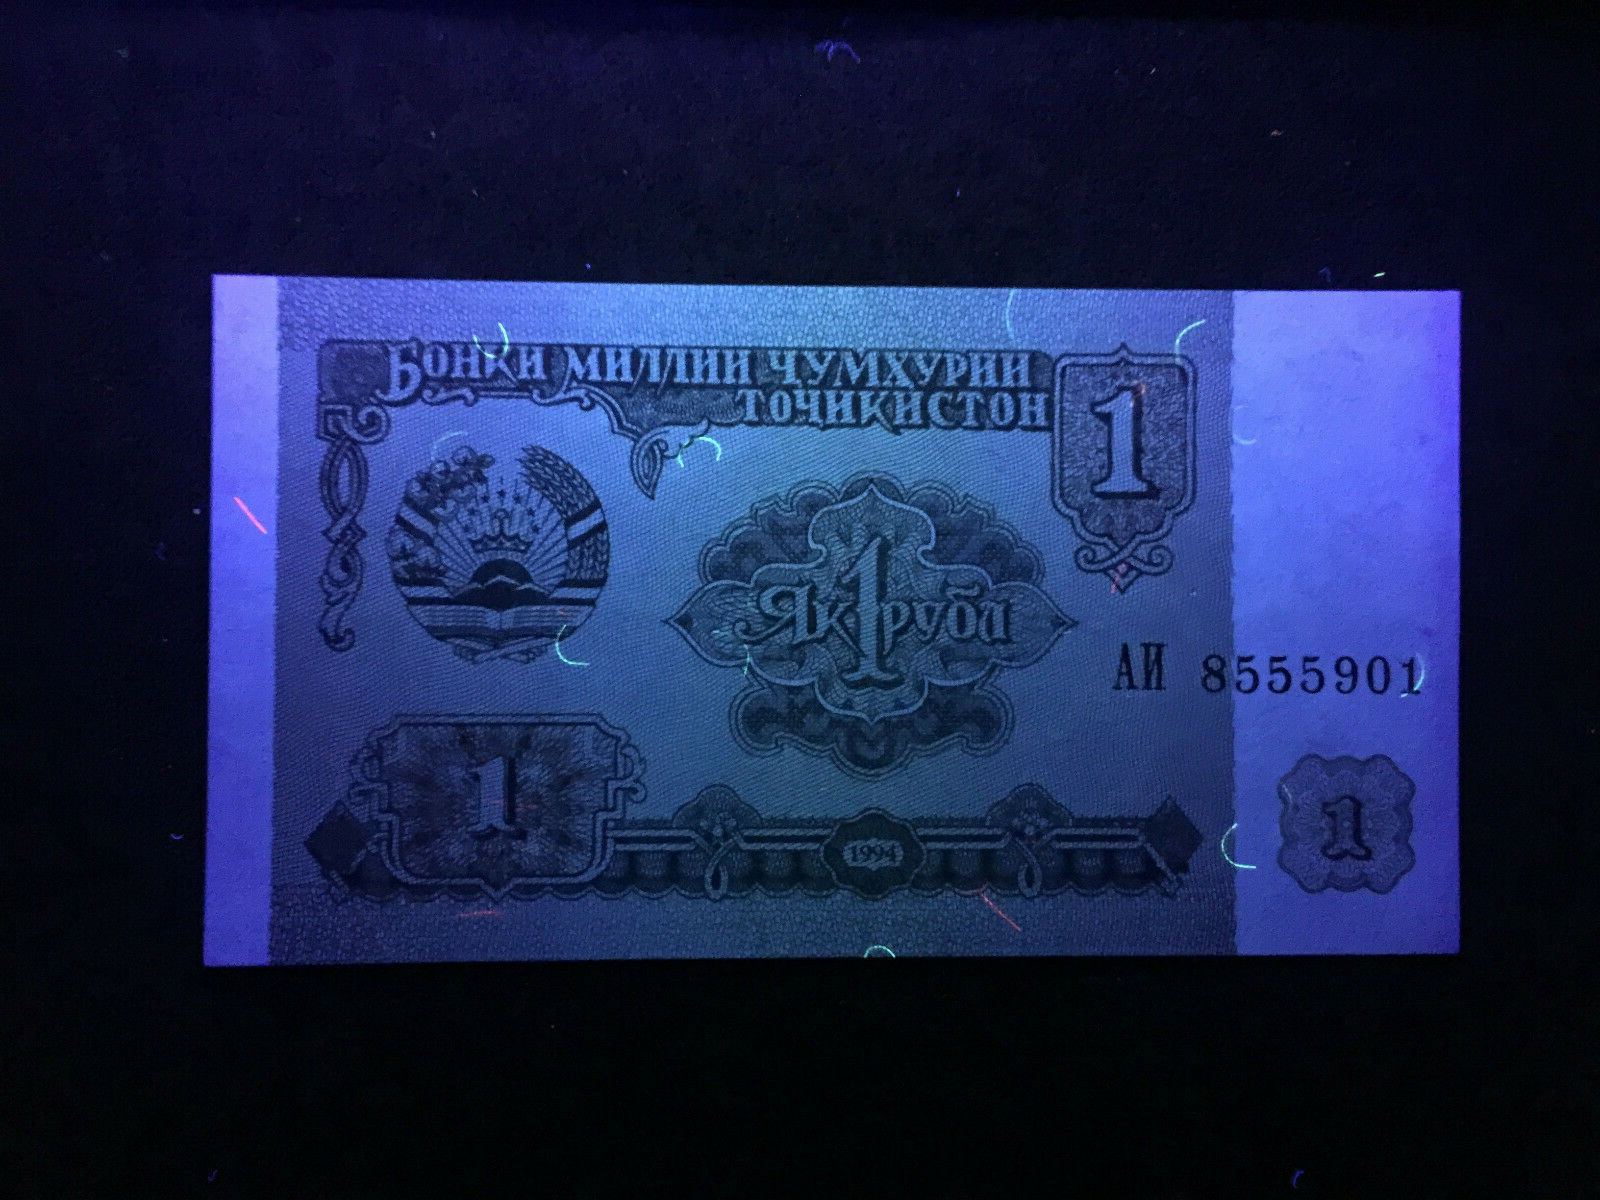 Бонки миллии Чумхурии
Точикистон
1
Як 1 рубл
АИ 8555901
1
1994
1